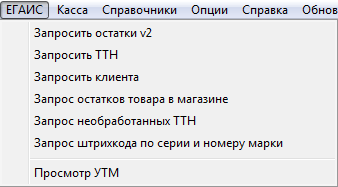 ЕГАИС Касса Справочники Опции Справка Обнов
Запросить остатки v2
Запросить ТТН
Запросить клиента
Запрос остатков товара в магазине
Запрос необработанных ТТН
Запрос штрихкода по серии и номеру марки
Просмотр УТМ